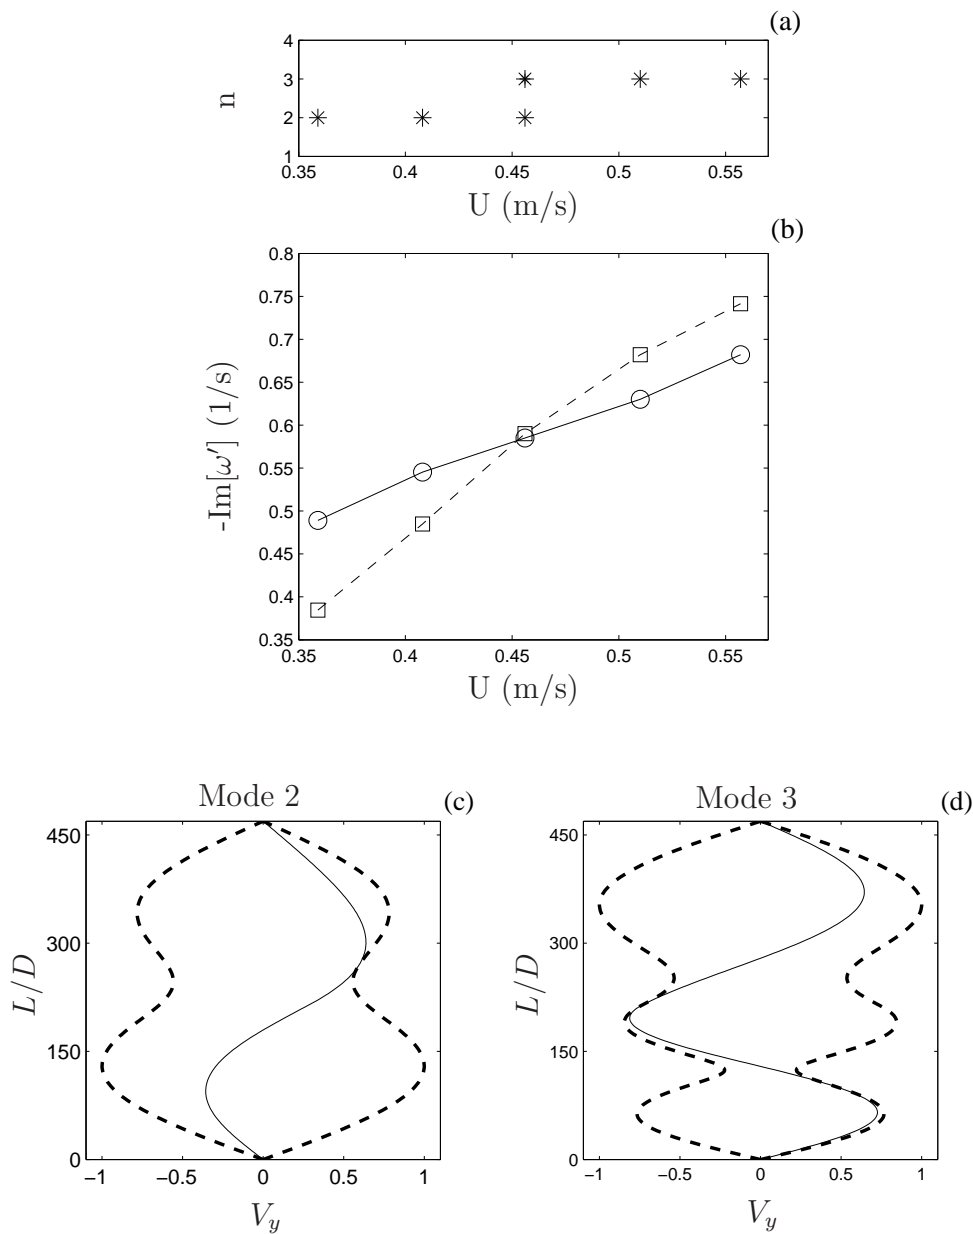 (a)
4
3
2
1
n
0.35 0.4 0.45 0.5 0.55
U (m/s)
(b)
0.8
0.75
0.7
0.65
0.6
0.55
0.5
0.45
0.4
0.35
-Im[ω′] (1/s)
0.35 0.4 0.45 0.5 0.55
U (m/s)
Mode 2 (c)
450
300
150
0
L/D
−1 −0.5 0 0.5 1
V_y
Mode 3 (d)
450
300
150
0
L/D
−1 −0.5 0 0.5 1
V_y